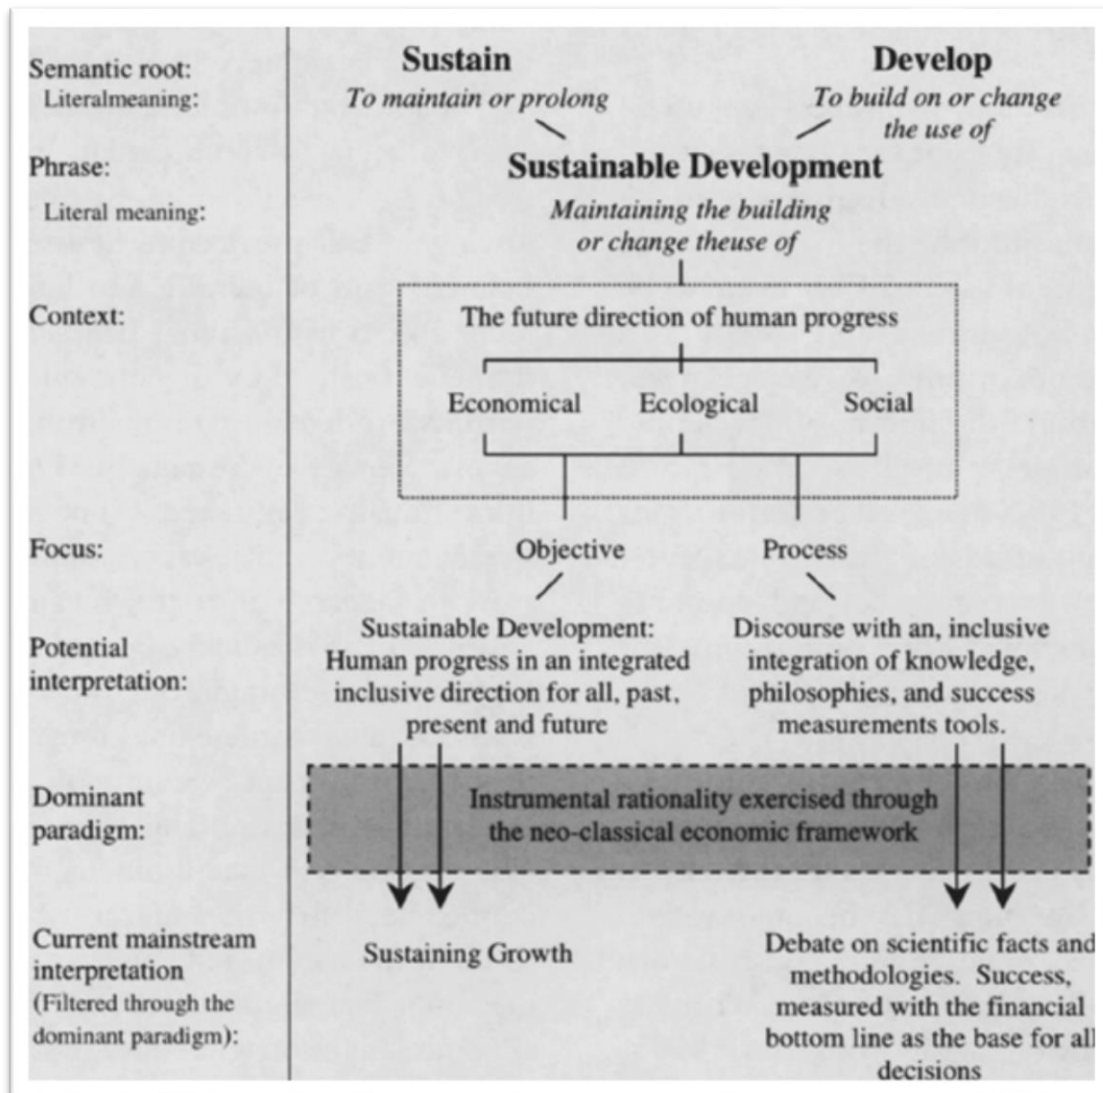 Semantic root:
Sustain
Develop
Literalmeaning:
To maintain or prolong
To build on or change
the use of
Phrase:
Sustainable Development
Literal meaning:
Maintaining the building
or change theuse of
Context:
The future direction of human progress
Economical
Ecological
Social
Focus:
Objective
Process
Potential
interpretation:
Sustainable Development:
Human progress in an integrated
inclusive direction for all, past,
present and future
Discourse with an, inclusive
integration of knowledge,
philosophies, and success
measurements tools.
Dominant
paradigm:
Instrumental rationality exercised through
the neo-classical economic framework
Current mainstream
interpretation
(Filtered through the
dominant paradigm):
Sustaining Growth
Debate on scientific facts and
methodologies. Success,
measured with the financial
bottom line as the base for all
decisions